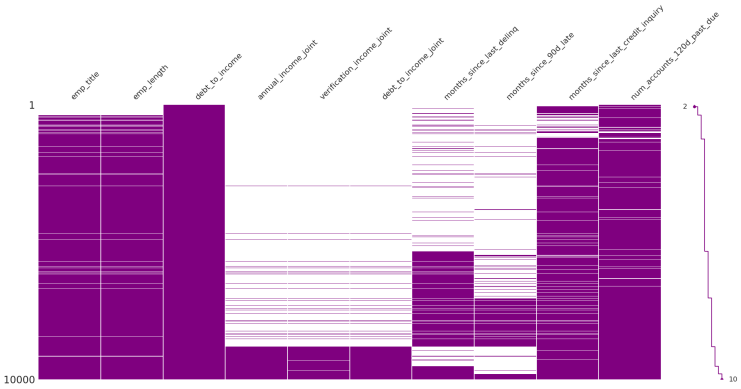 emp_title
emp_length
debt_to_income
annual_income_joint
verification_income_joint
debt_to_income_joint
months_since_last_delinq
months_since_90d_late
months_since_last_credit_inquiry
num_accounts_120d_past_due
1
2
10000
10